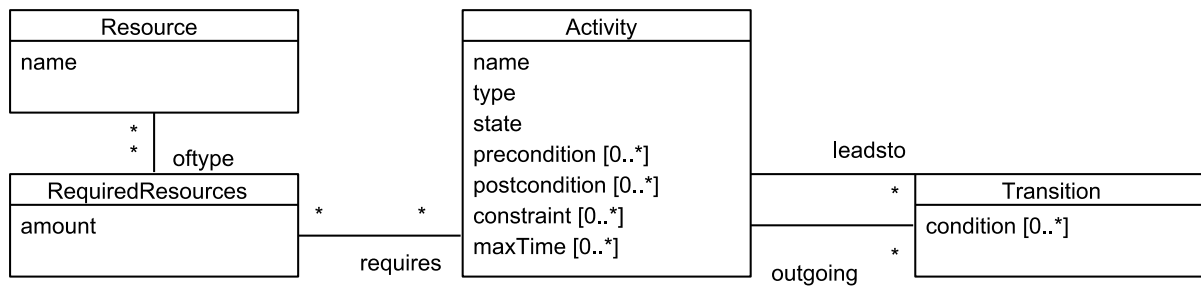 Resource
name
*
*
oftype
RequiredResources
amount
*
*
requires
Activity
name
type
state
precondition [0..*]
postcondition [0..*]
constraint [0..*]
maxTime [0..*]
leadsto
*
*
outgoing
Transition
condition [0..*]